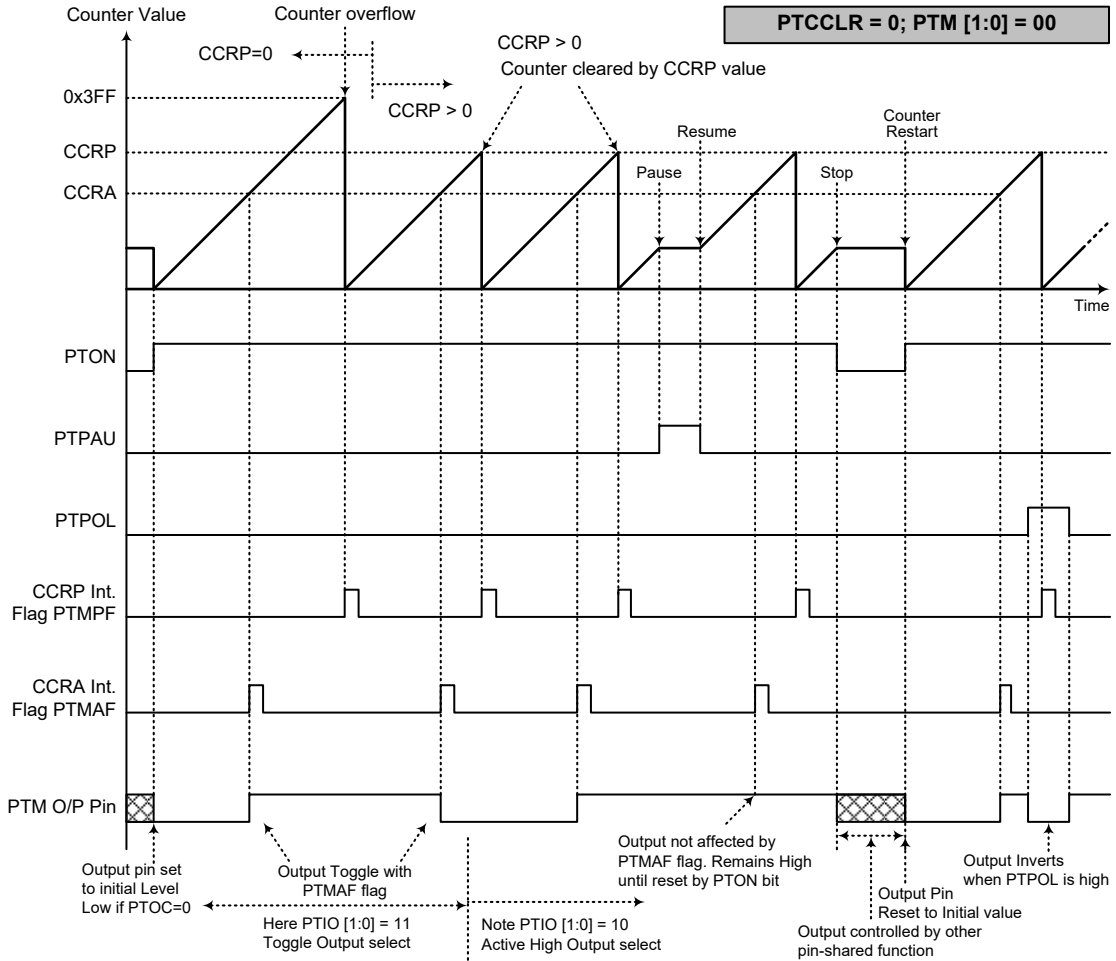 Counter Value
Counter overflow
PTCCLR = 0; PTM [1:0] = 00
CCRP=0
CCRP > 0
CCRP > 0
Counter cleared by CCRP value
0x3FF
CCRP
CCRA
Pause
Resume
Stop
Counter
Restart
Time
PTON
PTPAU
PTPOL
CCRP Int.
Flag PTMPF
CCRA Int.
Flag PTMAF
PTM O/P Pin
Output pin set
to initial Level
Low if PTOC=0
Output Toggle with
PTMAF flag
Here PTIO [1:0] = 11
Toggle Output select
Note PTIO [1:0] = 10
Active High Output select
Output not affected by
PTMAF flag. Remains High
until reset by PTON bit
Output Pin
Reset to Initial value
Output controlled by other
pin-shared function
Output Inverts
when PTPOL is high